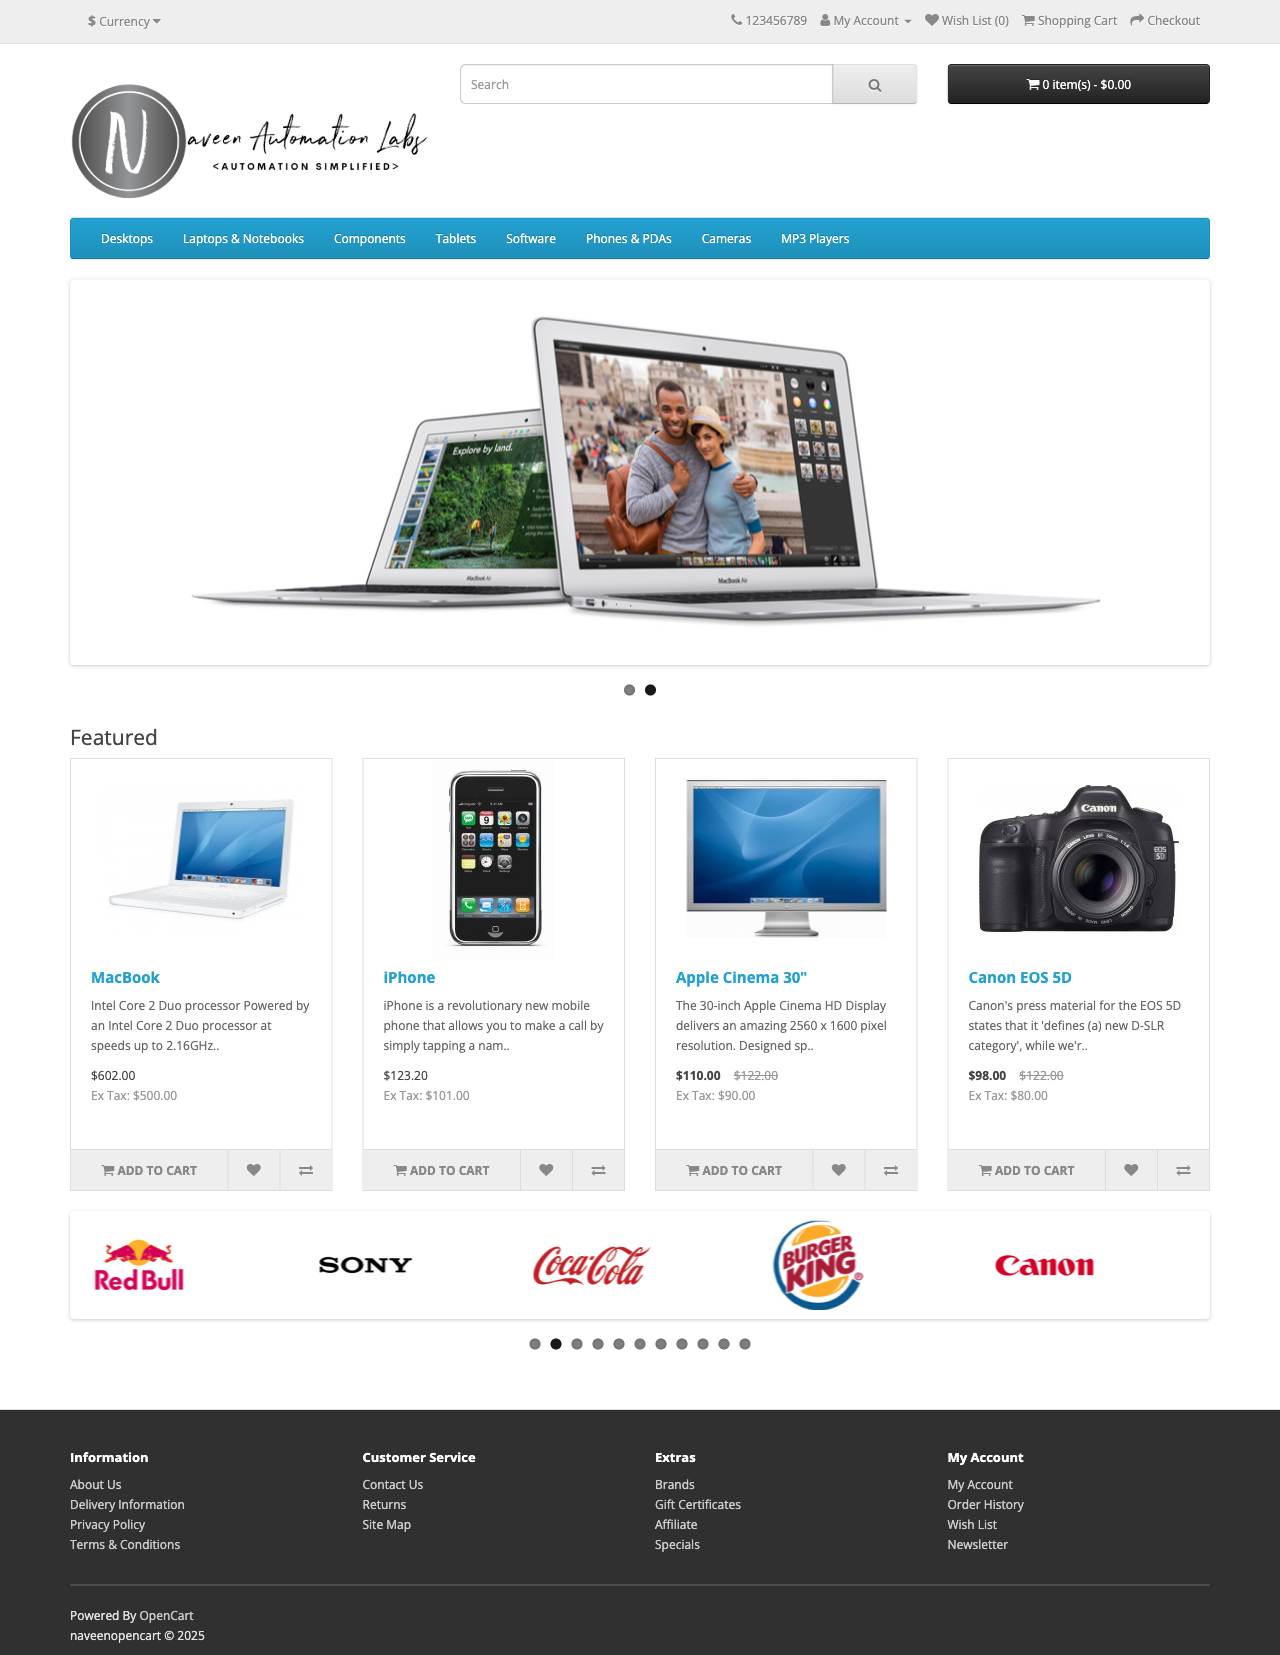 $ Currency
123456789 My Account Wish List (0) Shopping Cart Checkout
Search
0 item(s) - $0.00
N
aveen Automation Labs
<AUTOMATION SIMPLIFIED>
Desktops Laptops & Notebooks Components Tablets Software Phones & PDAs Cameras MP3 Players
Explore by land.
MacBook Air
MacBook Air
Featured
Canon
EOS
5D
MacBook
Intel Core 2 Duo processor Powered by
an Intel Core 2 Duo processor at
speeds up to 2.16GHz..
$602.00
Ex Tax: $500.00
ADD TO CART
iPhone
iPhone is a revolutionary new mobile
phone that allows you to make a call by
simply tapping a nam..
$123.20
Ex Tax: $101.00
ADD TO CART
Apple Cinema 30"
The 30-inch Apple Cinema HD Display
delivers an amazing 2560 x 1600 pixel
resolution. Designed sp..
$110.00 $122.00
Ex Tax: $90.00
ADD TO CART
Canon EOS 5D
Canon's press material for the EOS 5D
states that it 'defines (a) new D-SLR
category', while we'r..
$98.00 $122.00
Ex Tax: $80.00
ADD TO CART
Red Bull
SONY
Coca-Cola
BURGER
KING
®
Canon
Information
About Us
Delivery Information
Privacy Policy
Terms & Conditions
Customer Service
Contact Us
Returns
Site Map
Extras
Brands
Gift Certificates
Affiliate
Specials
My Account
My Account
Order History
Wish List
Newsletter
Powered By OpenCart
naveenopencart © 2025